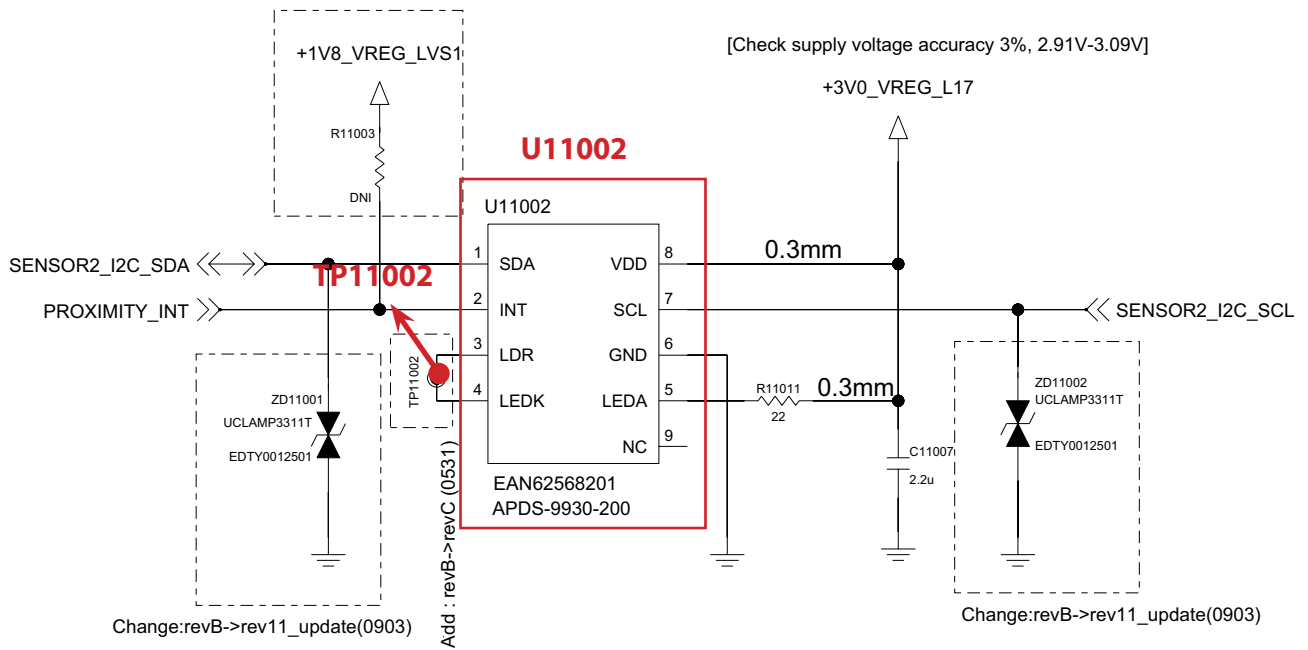 +1V8_VREG_LVS1
[Check supply voltage accuracy 3%, 2.91V-3.09V]
+3V0_VREG_L17
R11003
DNI
U11002
U11002
SENSOR2_I2C_SDA
1
SDA
VDD
8
0.3mm
TP11002
PROXIMITY_INT
2
INT
SCL
7
SENSOR2_I2C_SCL
3
LDR
GND
6
TP11002
4
LEDK
LEDA
5
R11011
22
0.3mm
NC
9
ZD11001
UCLAMP3311T
EDTY0012501
ZD11002
UCLAMP3311T
EDTY0012501
C11007
2.2u
EAN62568201
APDS-9930-200
Add : revB->revC (0531)
Change:revB->rev11_update(0903)
Change:revB->rev11_update(0903)